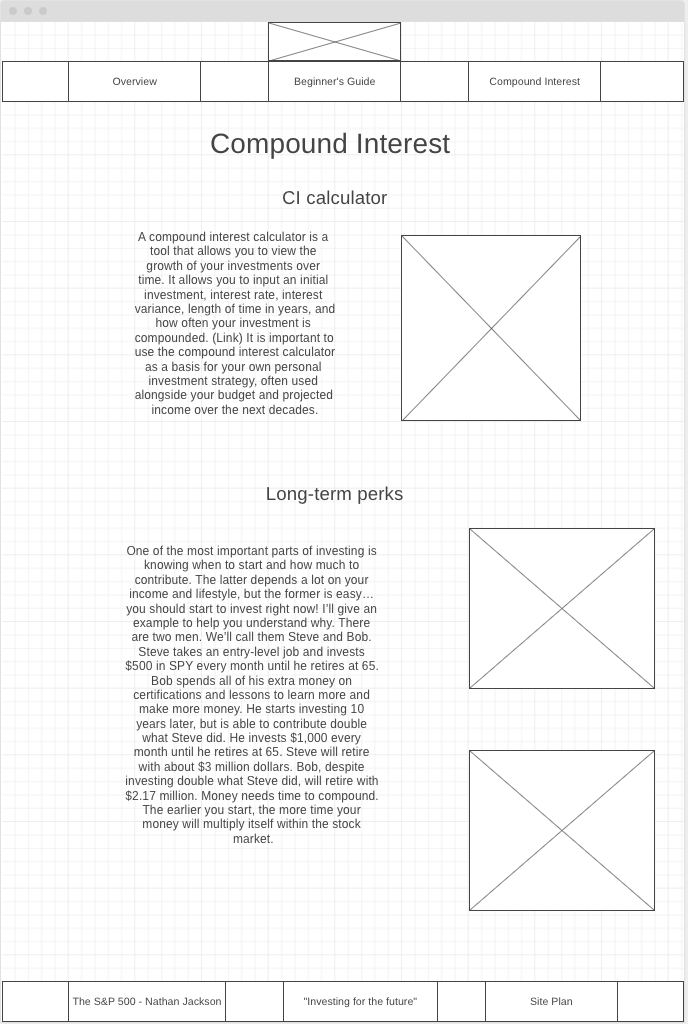 Overview
Beginner's Guide
Compound Interest
Compound Interest
CI calculator
A compound interest calculator is a
tool that allows you to view the
growth of your investments over
time. It allows you to input an initial
investment, interest rate, interest
variance, length of time in years, and
how often your investment is
compounded. (Link) It is important to
use the compound interest calculator
as a basis for your own personal
investment strategy, often used
alongside your budget and projected
income over the next decades.
Long-term perks
One of the most important parts of investing is
knowing when to start and how much to
contribute. The latter depends a lot on your
income and lifestyle, but the former is easy…
you should start to invest right now! I’ll give an
example to help you understand why. There
are two men. We’ll call them Steve and Bob.
Steve takes an entry-level job and invests
$500 in SPY every month until he retires at 65.
Bob spends all of his extra money on
certifications and lessons to learn more and
make more money. He starts investing 10
years later, but is able to contribute double
what Steve did. He invests $1,000 every
month until he retires at 65. Steve will retire
with about $3 million dollars. Bob, despite
investing double what Steve did, will retire with
$2.17 million. Money needs time to compound.
The earlier you start, the more time your
money will multiply itself within the stock
market.
The S&P 500 - Nathan Jackson
"Investing for the future"
Site Plan